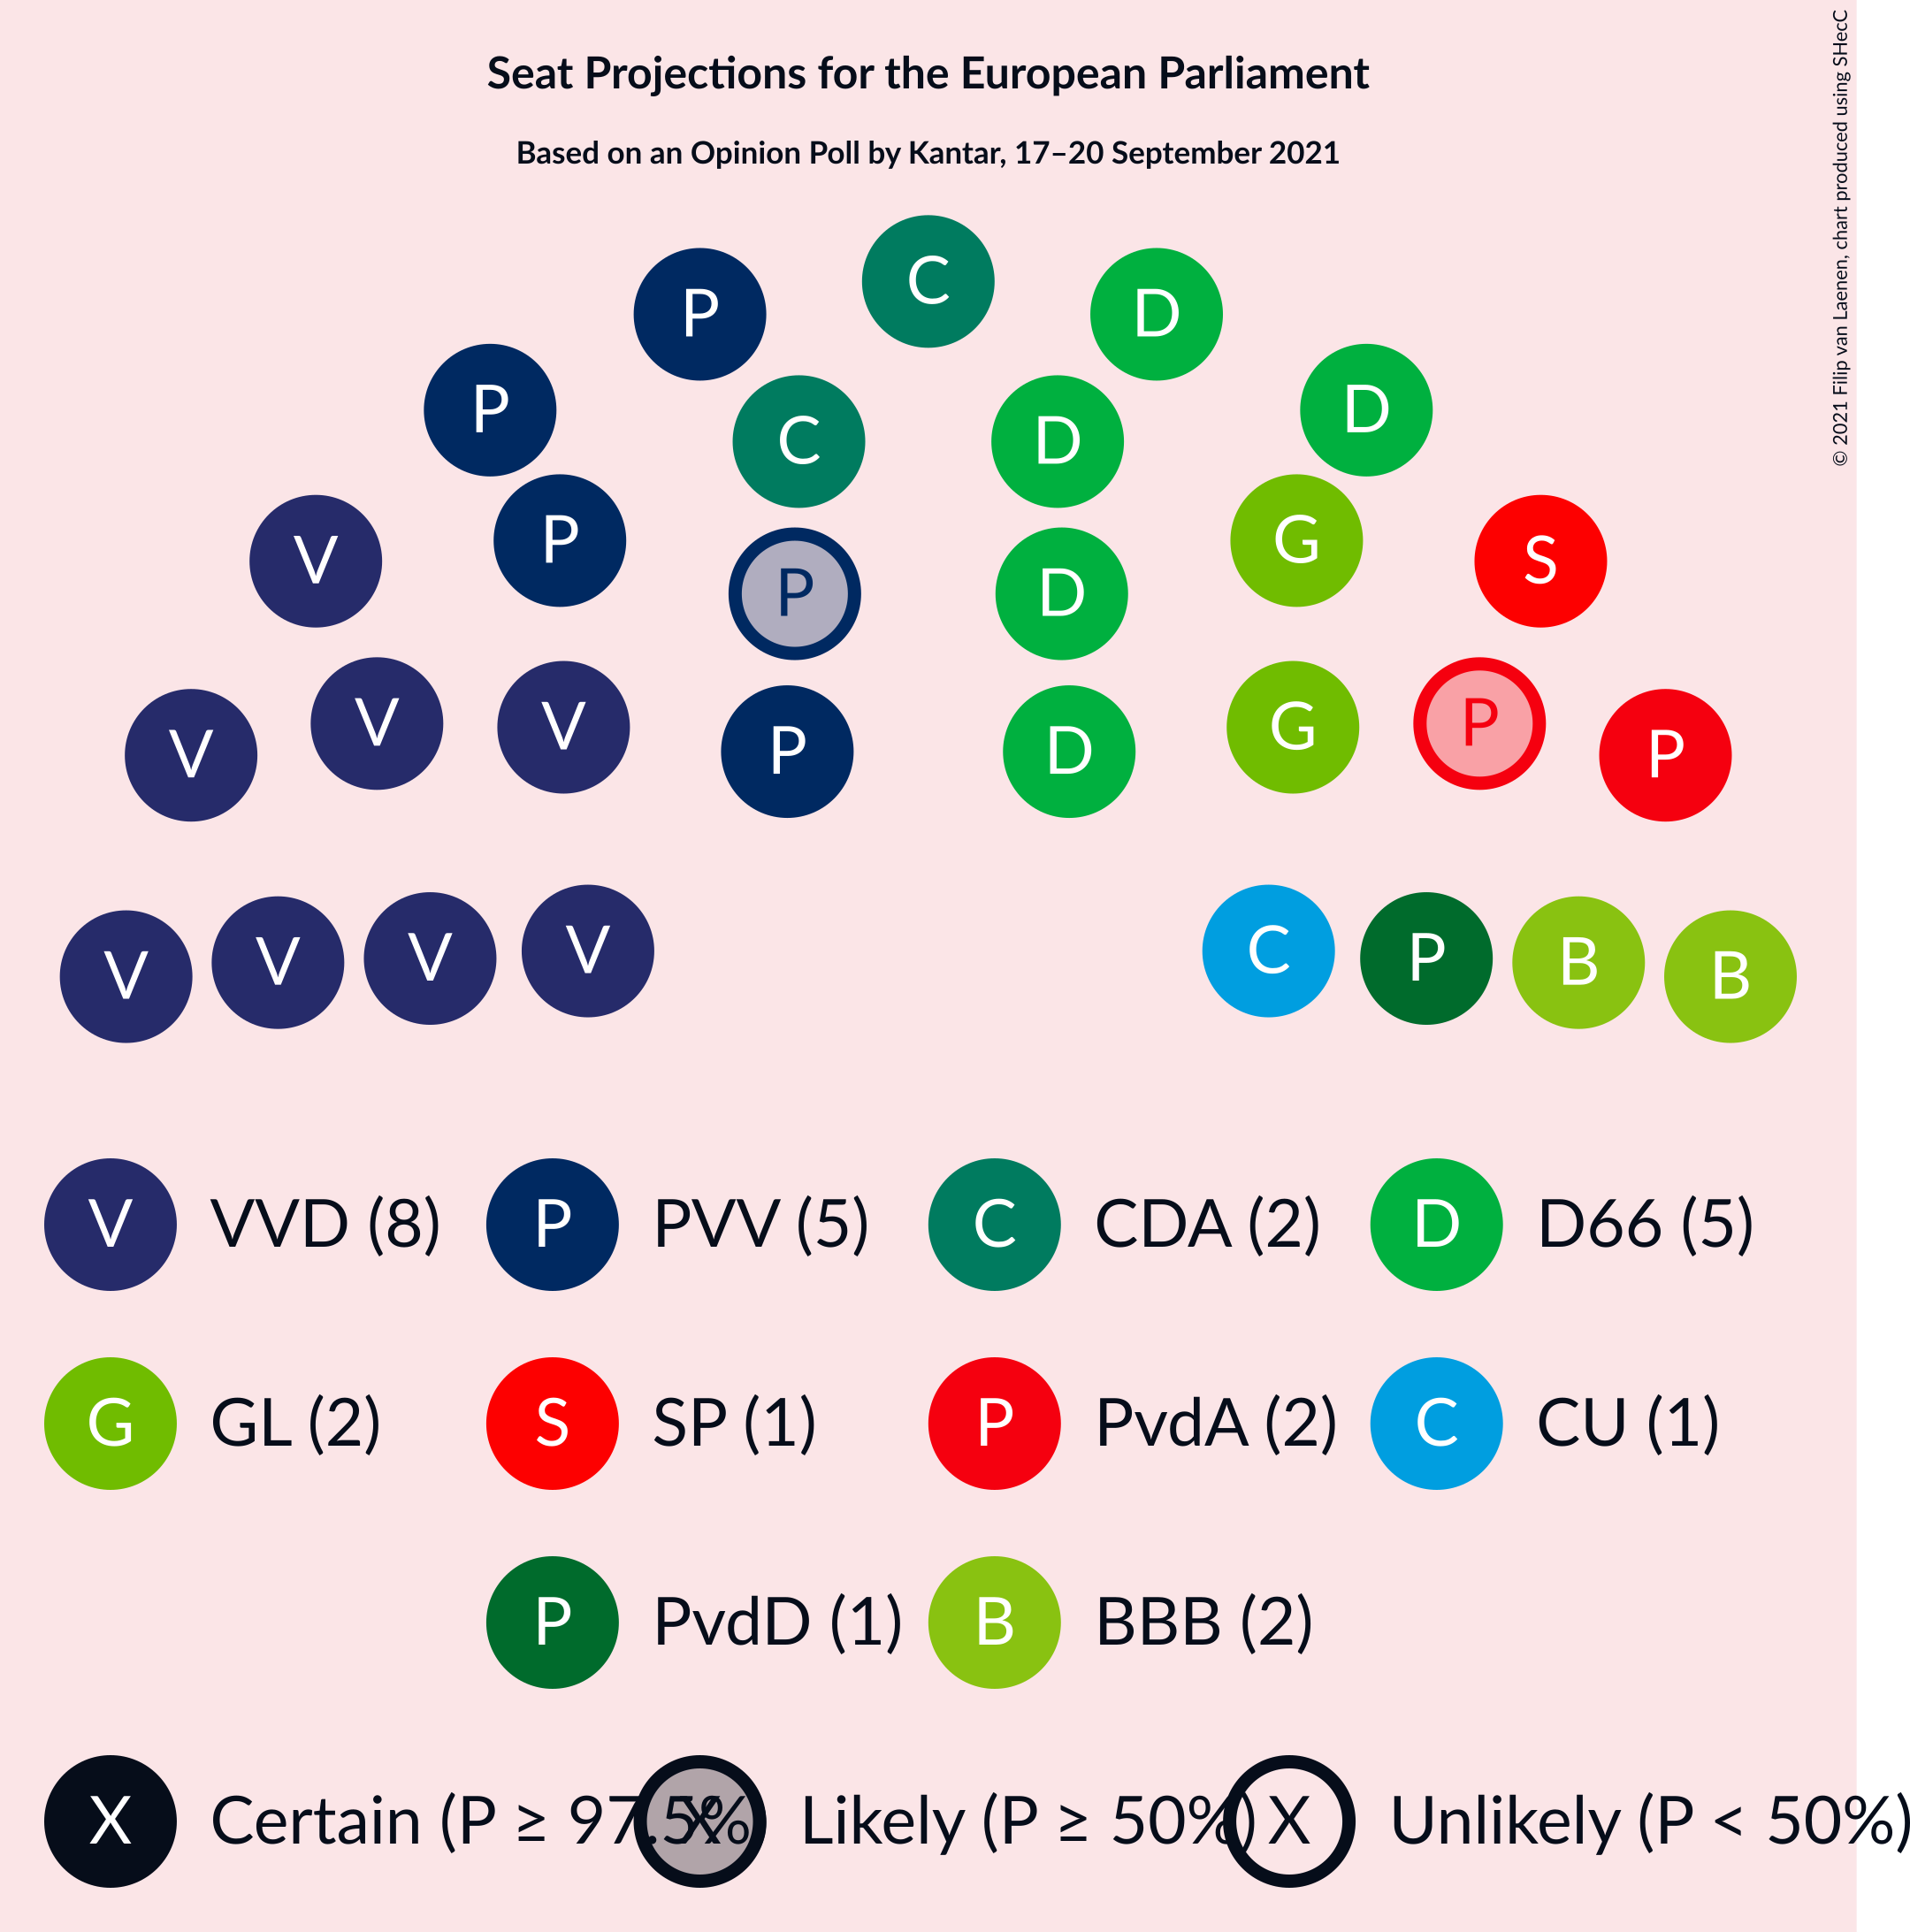 Seat Projections for the European Parliament
Based on an Opinion Poll by Kantar, 17–20 September 2021
© 2021 Filip van Laenen, chart produced using SHecC
C
P D
P D
C D
P G
V S
P D
V P
V G
V P
P D
V V V V
C P B B
V VVD (8) P PVV (5) C CDA (2) D D66 (5)
G GL (2) S SP (1) P PvdA (2) C CU (1)
P PvdD (1) B BBB (2)
X Certain (P ≥ 97.5% X Likely (P ≥ 50%) X Unlikely (P < 50%)